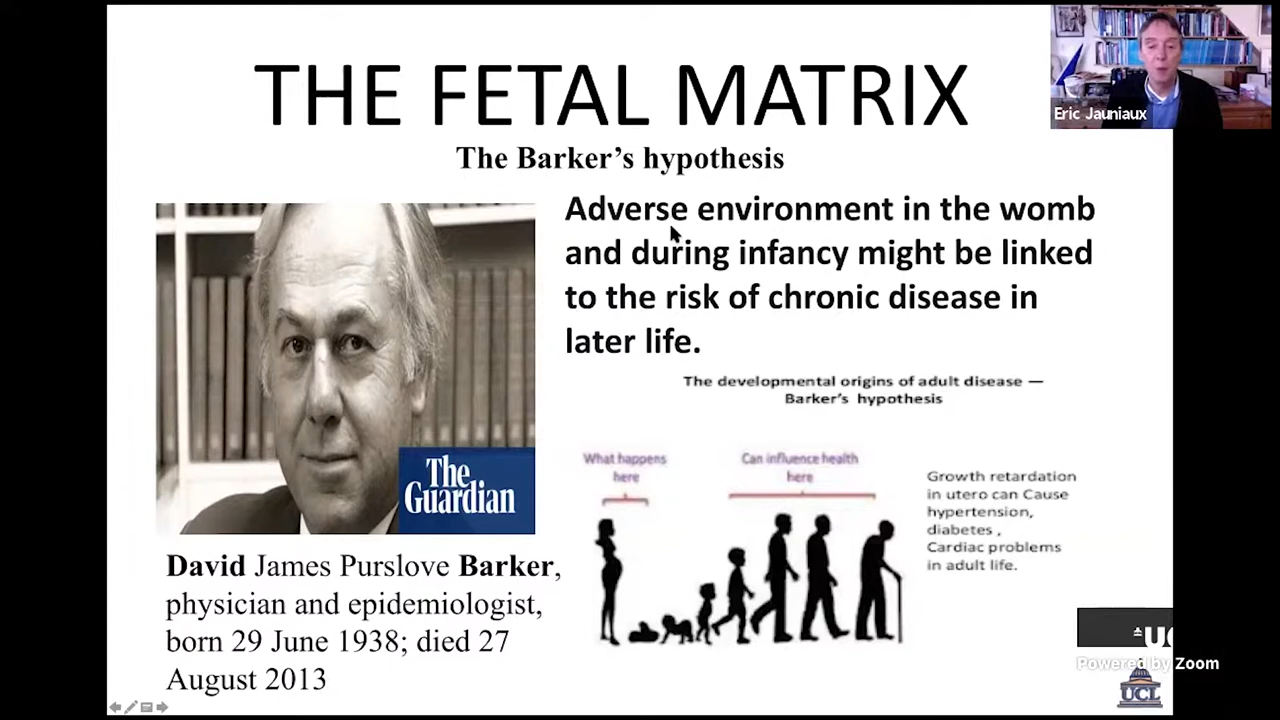 THE FETAL MATRIX
Eric Jauniaux
The Barker's hypothesis
Adverse environment in the womb
and during infancy might be linked
to the risk of chronic disease in
later life.
The developmental origins of adult disease —
Barker's hypothesis
What happens
here
Can influence health
here
Growth retardation
in utero can Cause
hypertension,
diabetes ,
Cardiac problems
in adult life.
The
Guardian
David James Purslove Barker,
physician and epidemiologist,
born 29 June 1938; died 27
August 2013
Powered by Zoom
UCL